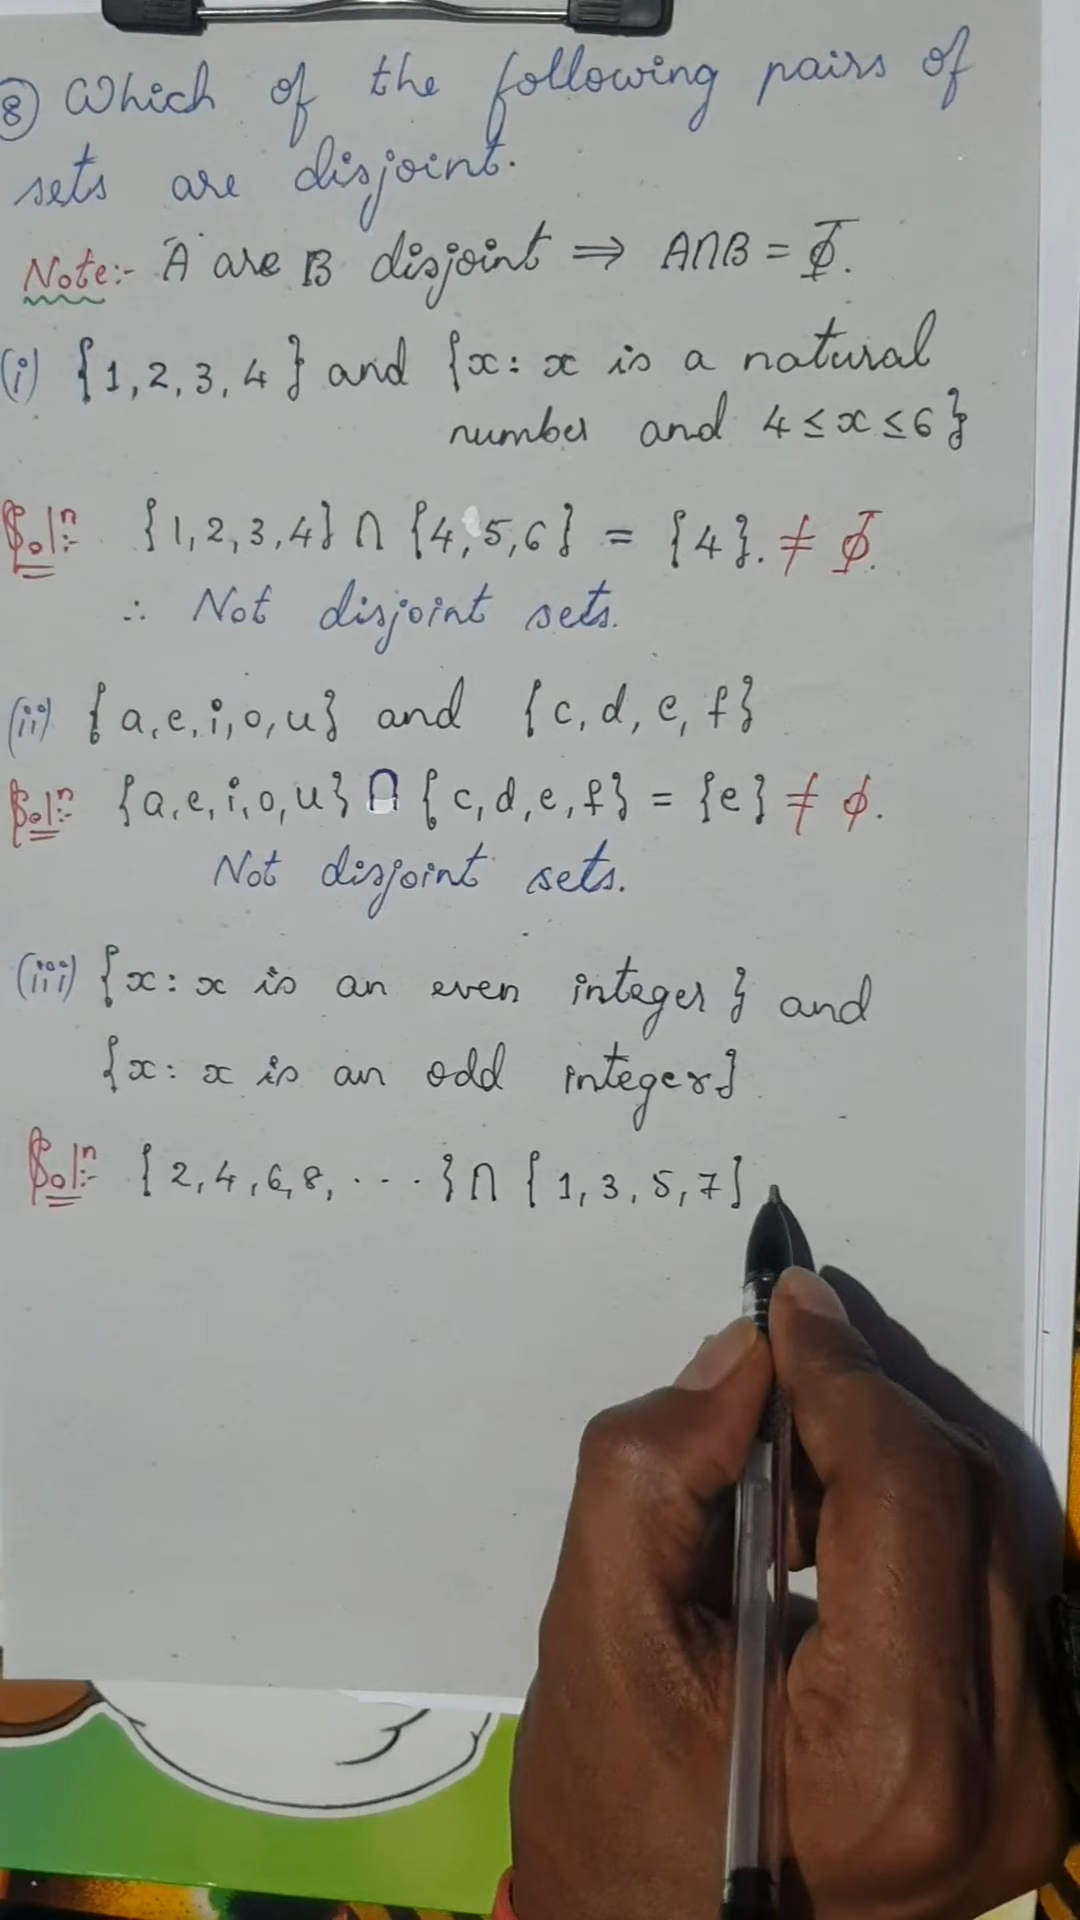 ⑧ Which of the following pairs of
sets are disjoint.
Note:- A are B disjoint ⇒ A∩B = Φ.
(i) {1,2,3,4} and {x: x is a natural
number and 4≤x≤6}
Solⁿ:- {1,2,3,4} ∩ {4,5,6} = {4}. ≠ Φ.
∴ Not disjoint sets.
(ii) {a,e,i,o,u} and {c,d,e,f}
Solⁿ:- {a,e,i,o,u} ∩ {c,d,e,f} = {e} ≠ ϕ.
Not disjoint sets.
(iii) {x: x is an even integer} and
{x: x is an odd integer}
Solⁿ:- {2,4,6,8,....} ∩ {1,3,5,7}